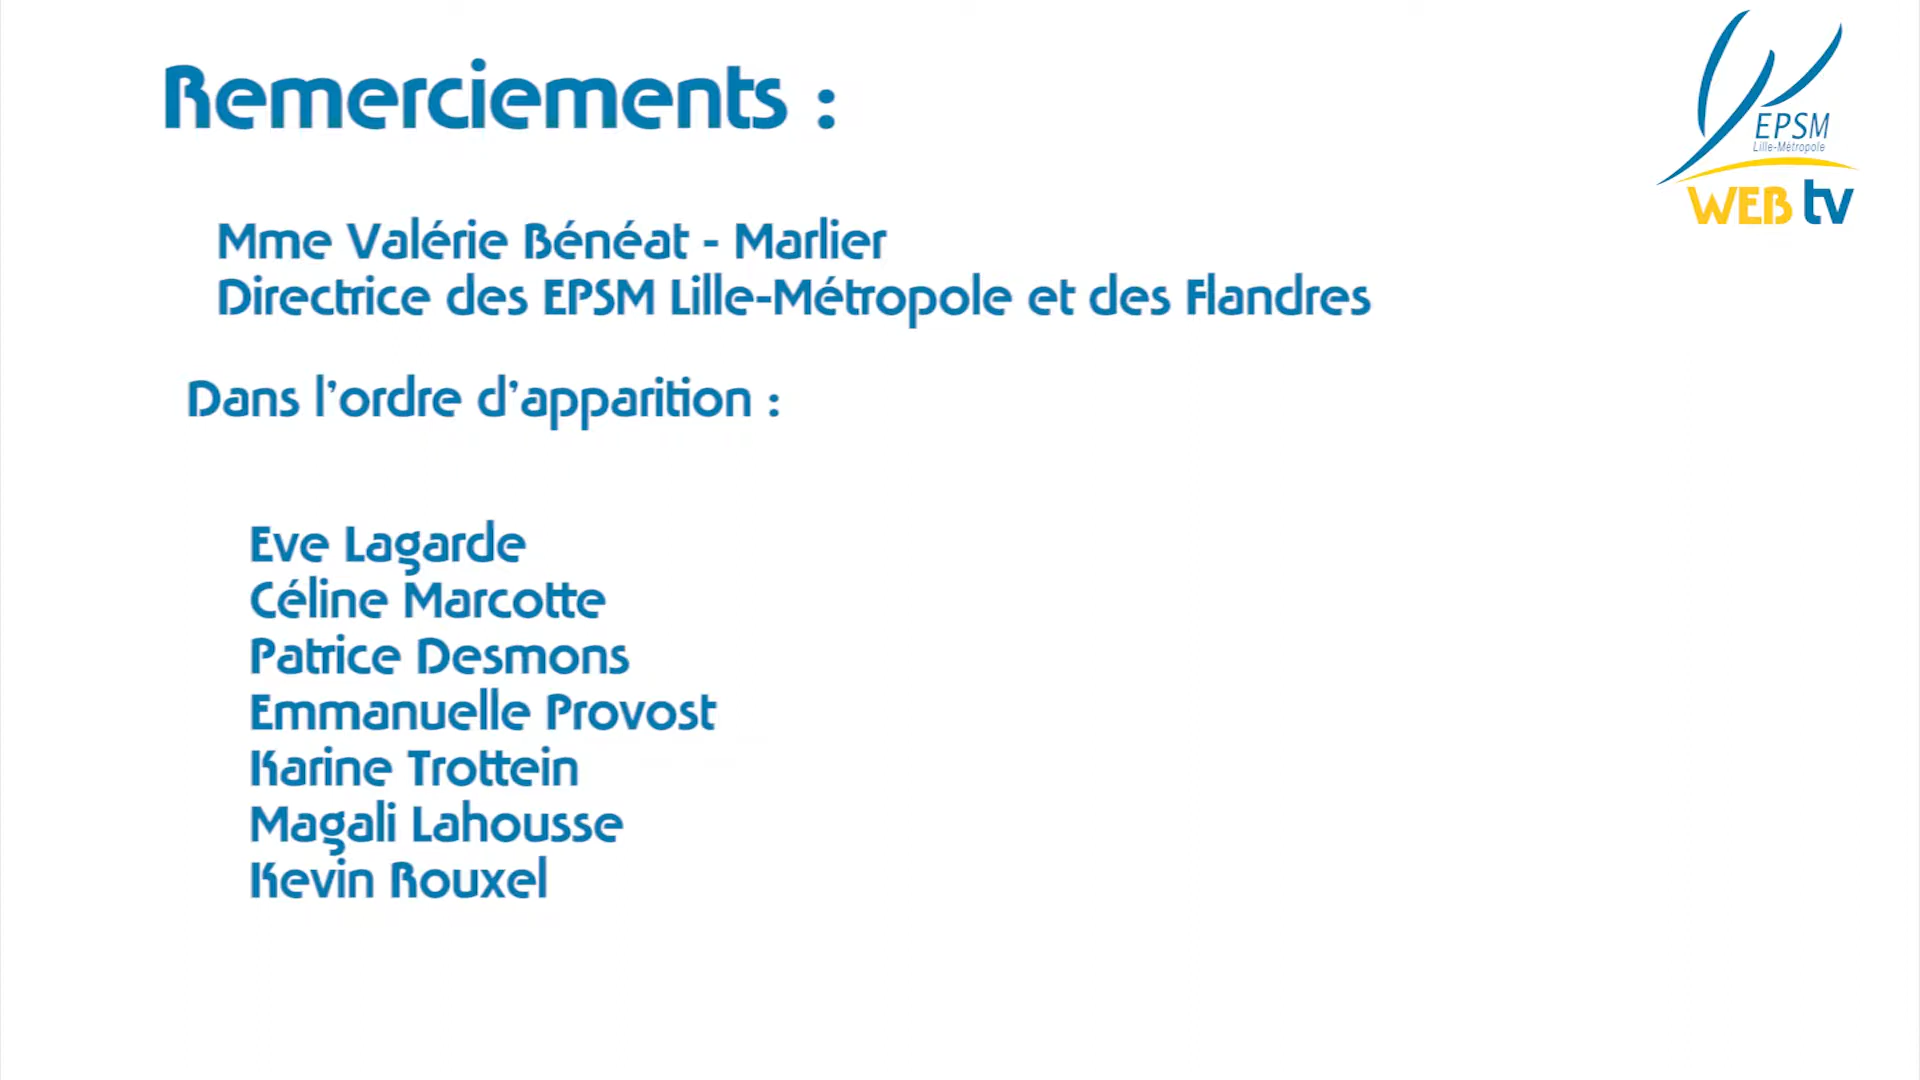 Remerciements :
EPSM
Lille-Métropole
WEB tv
Mme Valérie Bénéat - Marlier
Directrice des EPSM Lille-Métropole et des Flandres
Dans l’ordre d’apparition :
Eve Lagarde
Céline Marcotte
Patrice Desmons
Emmanuelle Provost
Karine Trottein
Magali Lahousse
Kevin Rouxel